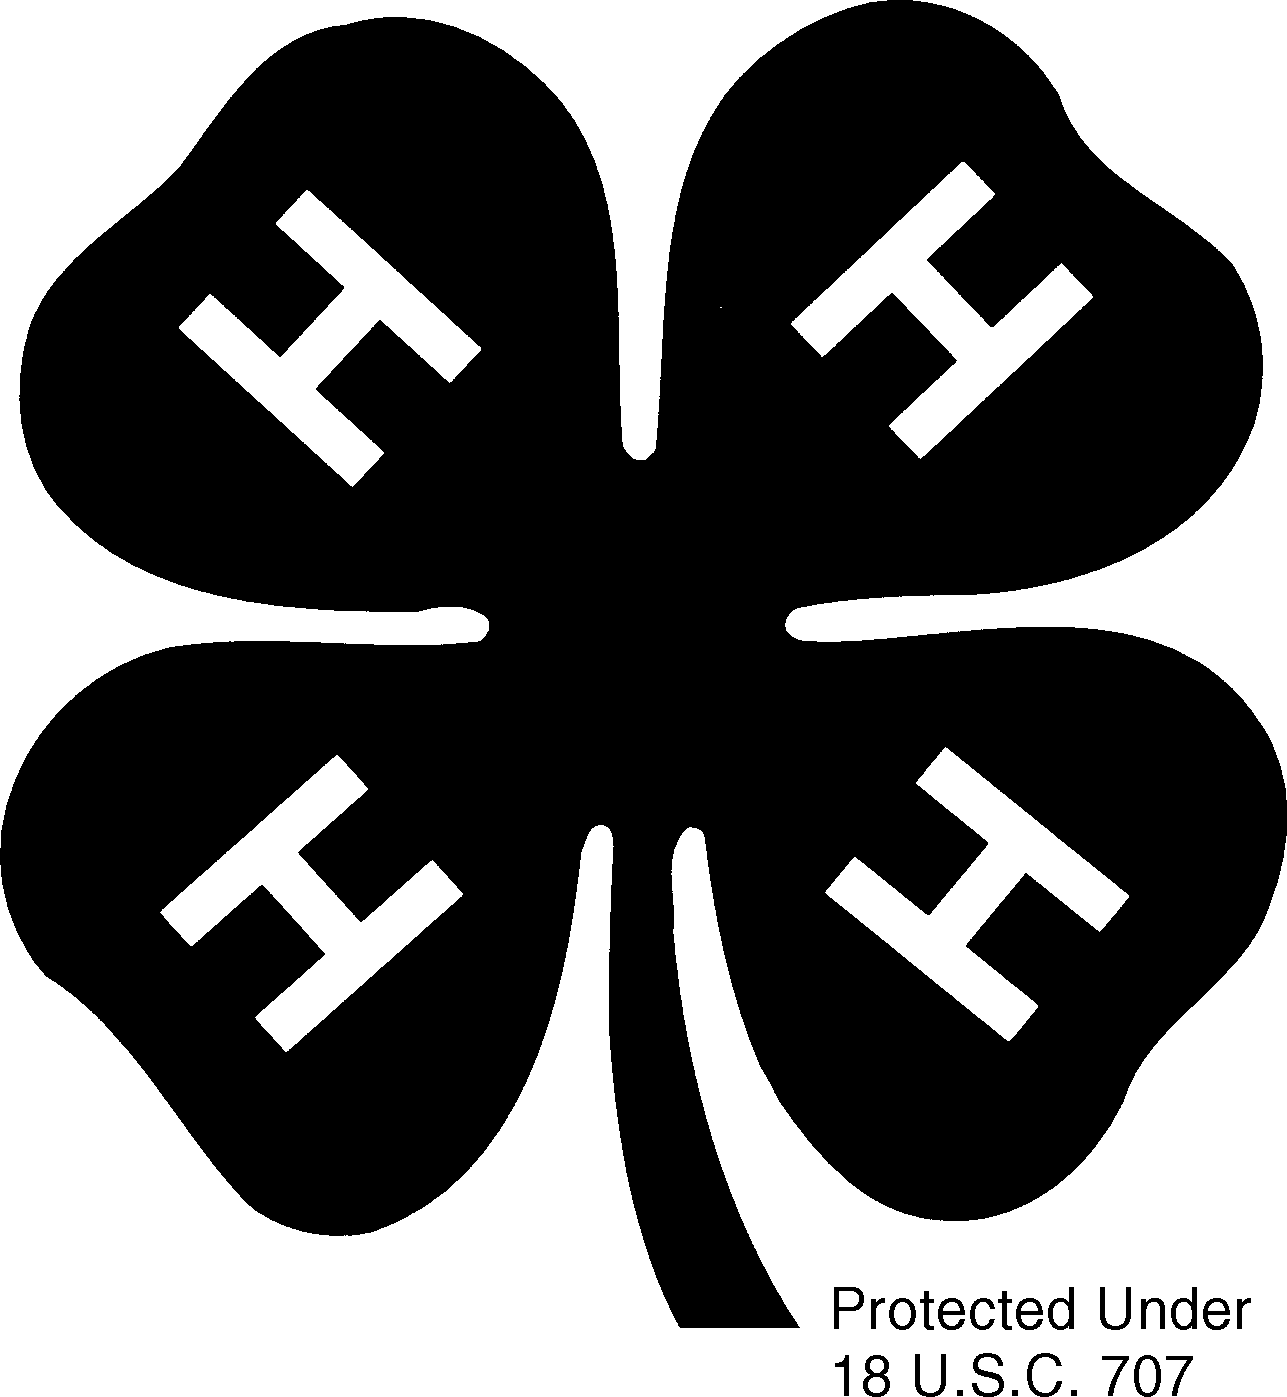 H H
H H
Protected Under
18 U.S.C. 707